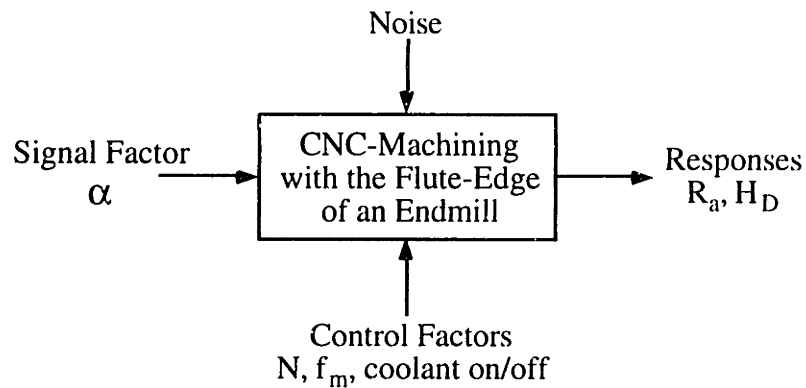 Noise
Signal Factor
α
CNC-Machining
with the Flute-Edge
of an Endmill
Responses
Rₐ, H_D
Control Factors
N, fₘ, coolant on/off